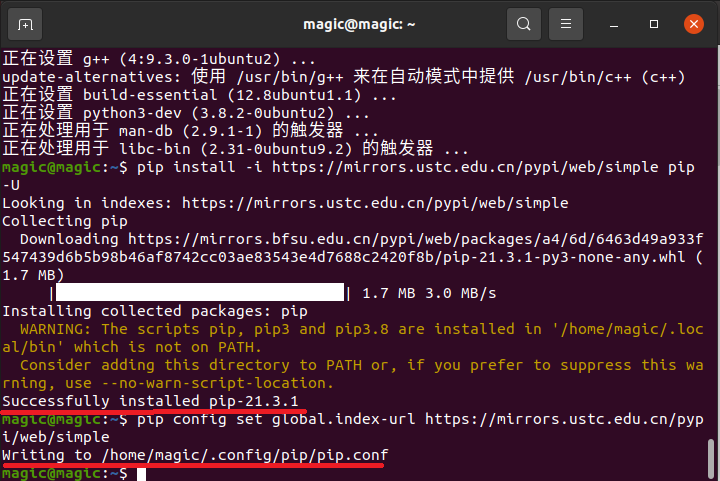 magic@magic: ~
正在设置 g++ (4:9.3.0-1ubuntu2) ...
update-alternatives: 使用 /usr/bin/g++ 来在自动模式中提供 /usr/bin/c++ (c++)
正在设置 build-essential (12.8ubuntu1.1) ...
正在设置 python3-dev (3.8.2-0ubuntu2) ...
正在处理用于 man-db (2.9.1-1) 的触发器 ...
正在处理用于 libc-bin (2.31-0ubuntu9.2) 的触发器 ...
magic@magic:~$ pip install -i https://mirrors.ustc.edu.cn/pypi/web/simple pip
-U
Looking in indexes: https://mirrors.ustc.edu.cn/pypi/web/simple
Collecting pip
  Downloading https://mirrors.bfsu.edu.cn/pypi/web/packages/a4/6d/6463d49a933f
547439d6b5b98b46af8742cc03ae83543e4d7688c2420f8b/pip-21.3.1-py3-none-any.whl (
1.7 MB)
     |                                | 1.7 MB 3.0 MB/s
Installing collected packages: pip
  WARNING: The scripts pip, pip3 and pip3.8 are installed in '/home/magic/.loc
al/bin' which is not on PATH.
  Consider adding this directory to PATH or, if you prefer to suppress this wa
rning, use --no-warn-script-location.
Successfully installed pip-21.3.1
magic@magic:~$ pip config set global.index-url https://mirrors.ustc.edu.cn/pyp
i/web/simple
Writing to /home/magic/.config/pip/pip.conf
magic@magic:~$